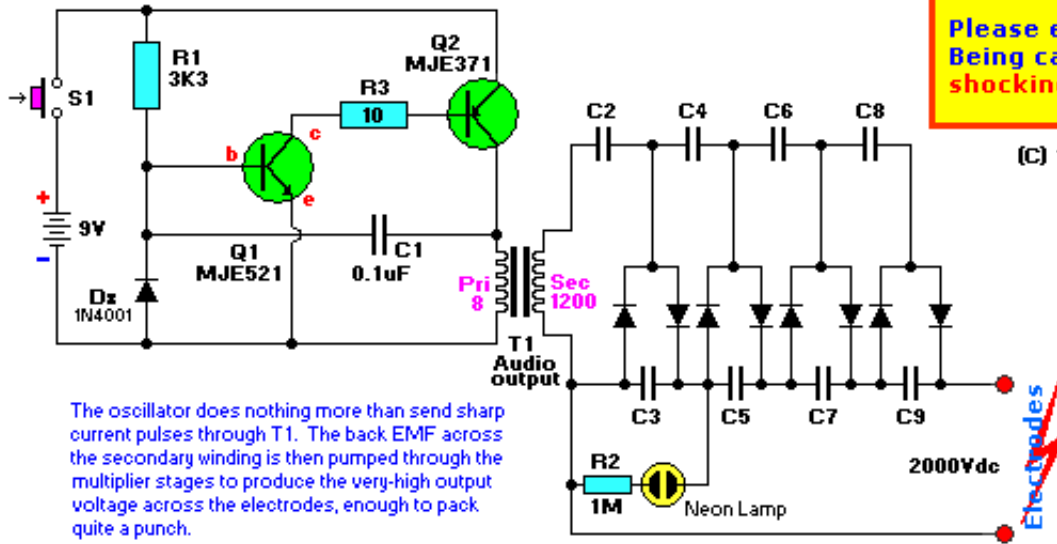 Please e
Being ca
shockin
(C)
R1
3K3
S1
Q2
MJE371
R3
10
c
b
e
+
9V
-
Q1
MJE521
C1
0.1uF
Dz
1N4001
Pri
8
Sec
1200
T1
Audio
output
C2
C4
C6
C8
C3
C5
C7
C9
R2
1M
Neon Lamp
2000Vdc
Electrodes
The oscillator does nothing more than send sharp
current pulses through T1. The back EMF across
the secondary winding is then pumped through the
multiplier stages to produce the very-high output
voltage across the electrodes, enough to pack
quite a punch.